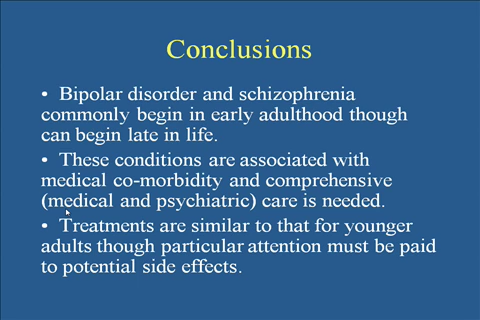 Conclusions
• Bipolar disorder and schizophrenia
commonly begin in early adulthood though
can begin late in life.
• These conditions are associated with
medical co-morbidity and comprehensive
(medical and psychiatric) care is needed.
• Treatments are similar to that for younger
adults though particular attention must be paid
to potential side effects.